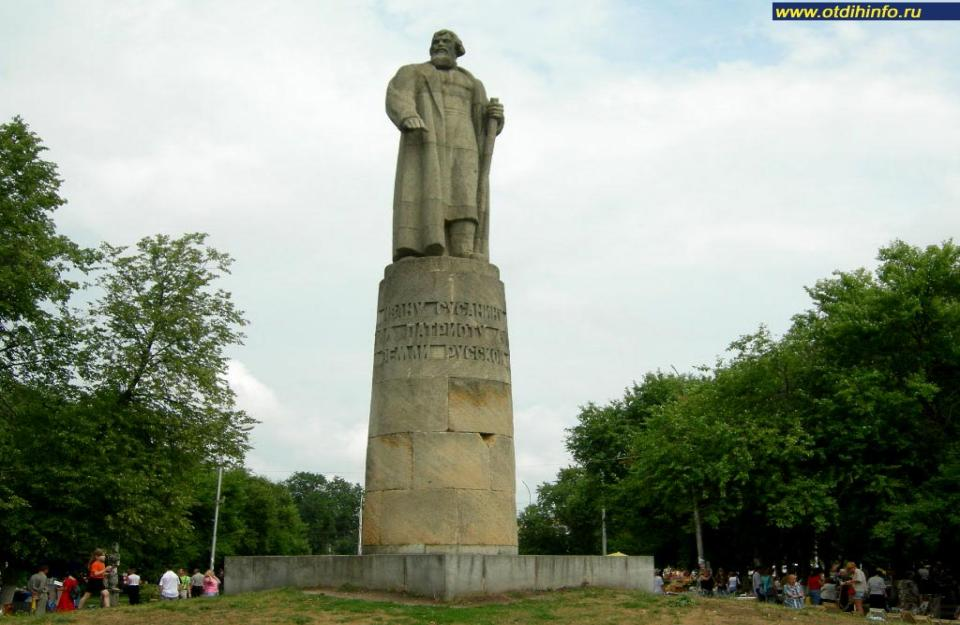 www.otdihinfo.ru
ИВАНУ СУСАНИНУ
ПАТРИОТУ
ЗЕМЛИ РУССКОЙ